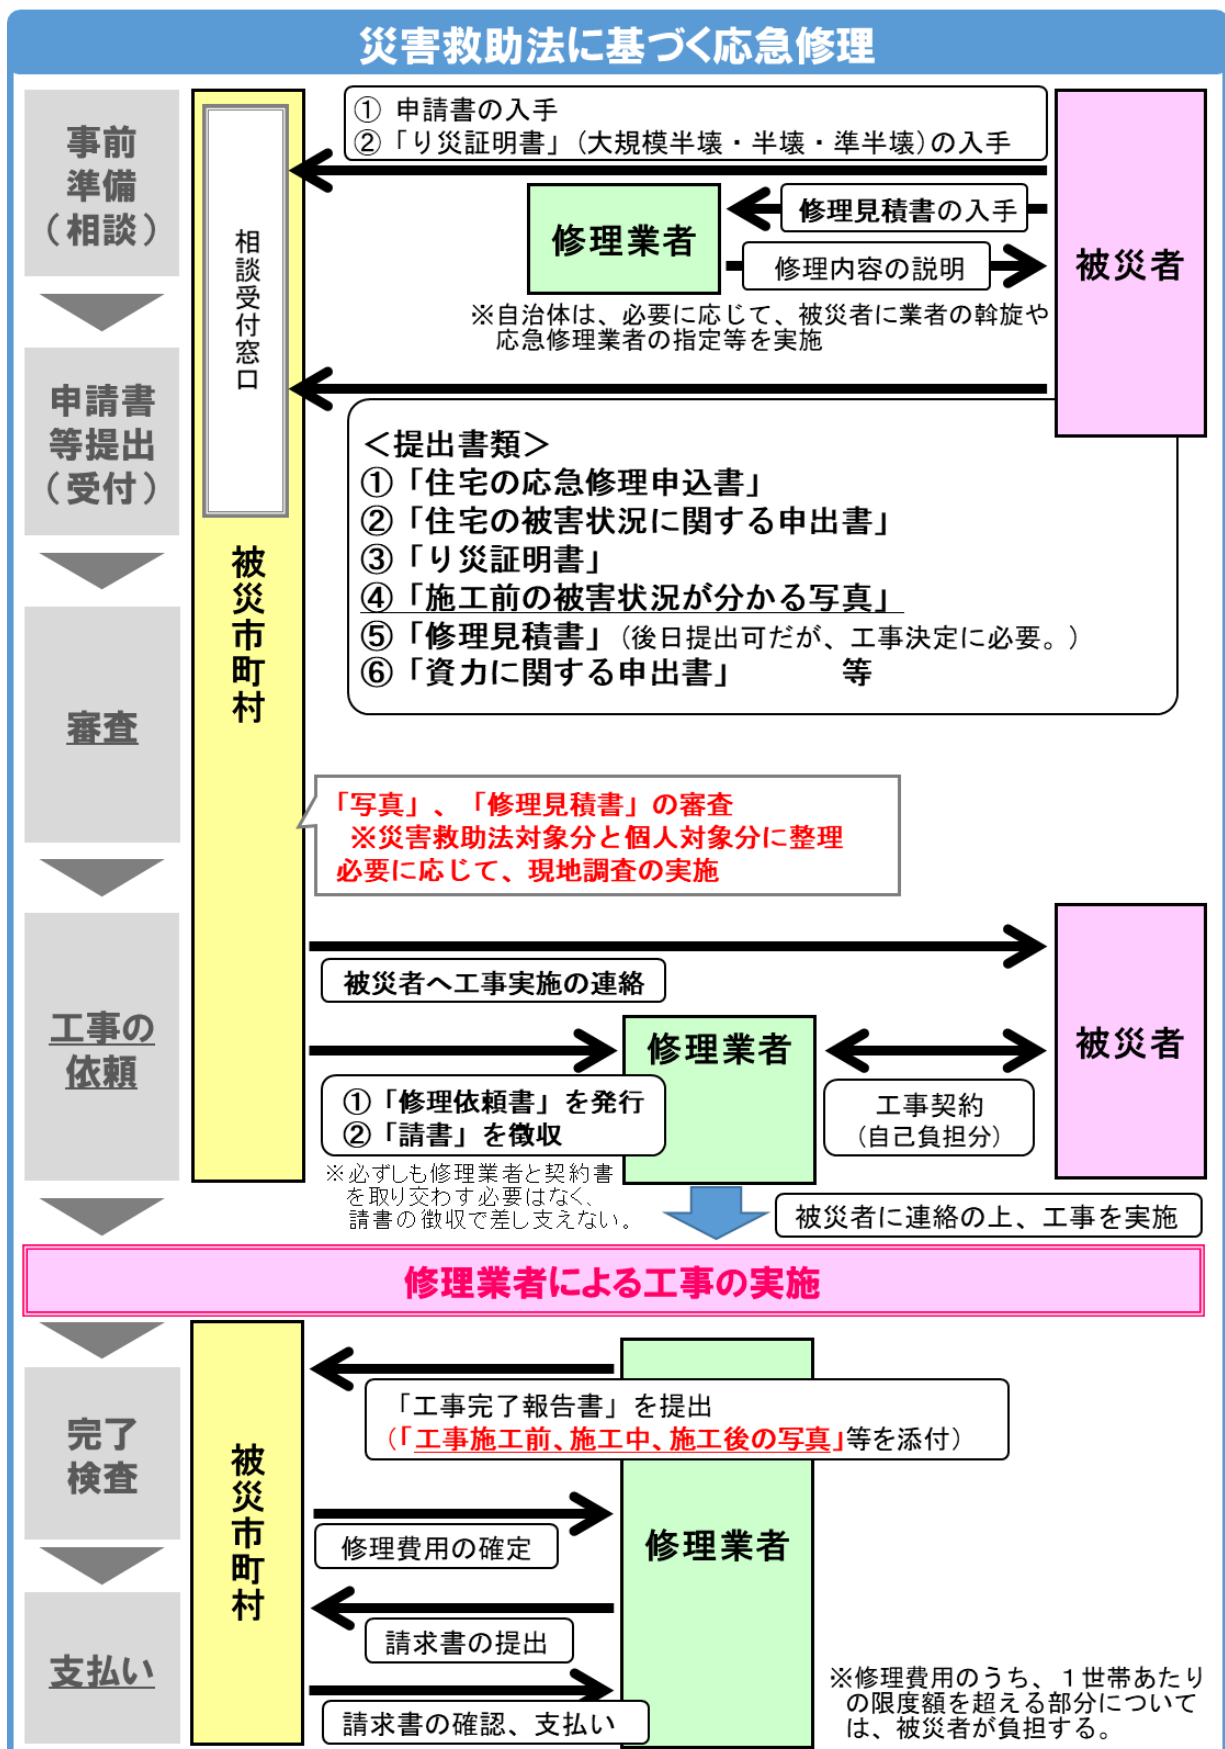 災害救助法に基づく応急修理
事前
準備
（相談）
① 申請書の入手
②「り災証明書」(大規模半壊・半壊・準半壊)の入手
相談受付窓口
修理業者
修理見積書の入手
修理内容の説明
被災者
※自治体は、必要に応じて、被災者に業者の斡旋や
応急修理業者の指定等を実施
申請書
等提出
（受付）
＜提出書類＞
①「住宅の応急修理申込書」
②「住宅の被害状況に関する申出書」
③「り災証明書」
④「施工前の被害状況が分かる写真」
⑤「修理見積書」(後日提出可だが、工事決定に必要。)
⑥「資力に関する申出書」 等
被災市町村
審査
「写真」、「修理見積書」の審査
※災害救助法対象分と個人対象分に整理
必要に応じて、現地調査の実施
工事の
依頼
被災者へ工事実施の連絡
修理業者
被災者
①「修理依頼書」を発行
②「請書」を徴収
工事契約
(自己負担分)
※必ずしも修理業者と契約書
を取り交わす必要はなく、
請書の徴収で差し支えない。
被災者に連絡の上、工事を実施
修理業者による工事の実施
完了
検査
被災市町村
「工事完了報告書」を提出
(「工事施工前、施工中、施工後の写真」等を添付)
修理費用の確定
修理業者
請求書の提出
支払い
請求書の確認、支払い
※修理費用のうち、１世帯あたり
の限度額を超える部分について
は、被災者が負担する。